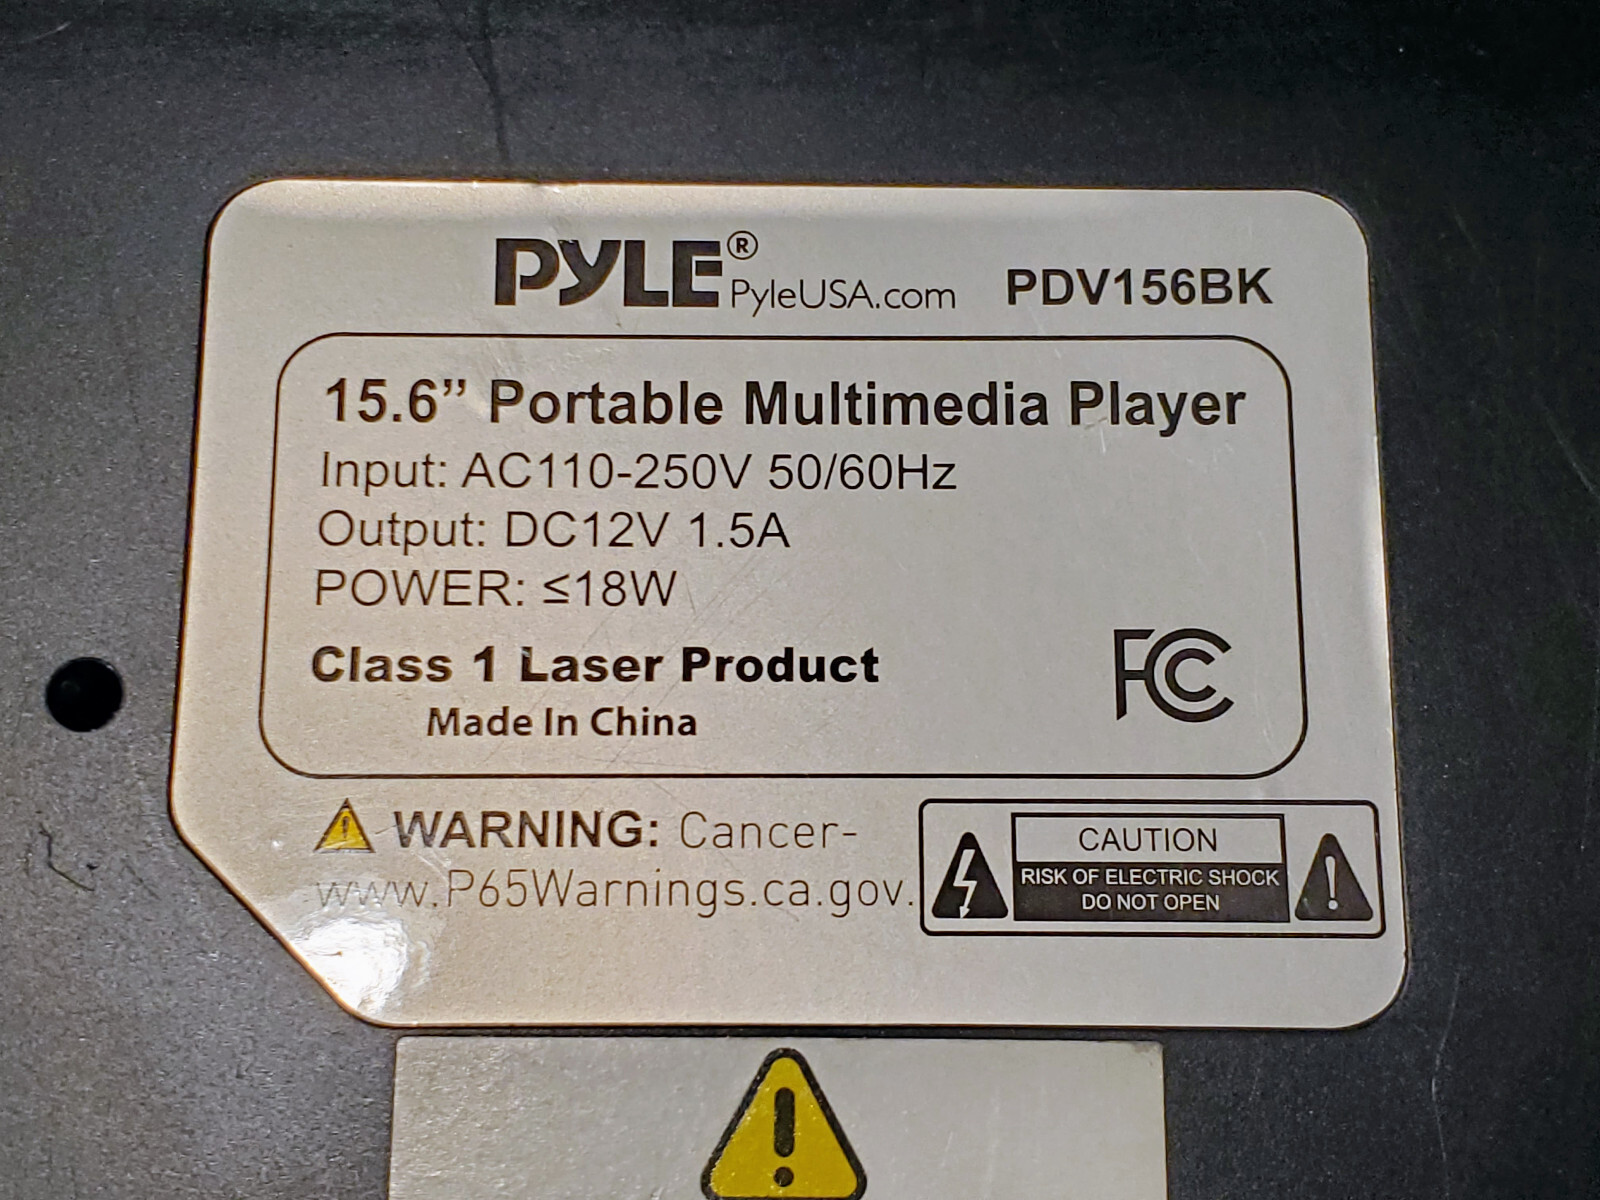 PYLE® PyleUSA.com PDV156BK
15.6” Portable Multimedia Player
Input: AC110-250V 50/60Hz
Output: DC12V 1.5A
POWER: ≤18W
Class 1 Laser Product
Made In China
FC
WARNING: Cancer-
www.P65Warnings.ca.gov.
CAUTION
RISK OF ELECTRIC SHOCK
DO NOT OPEN